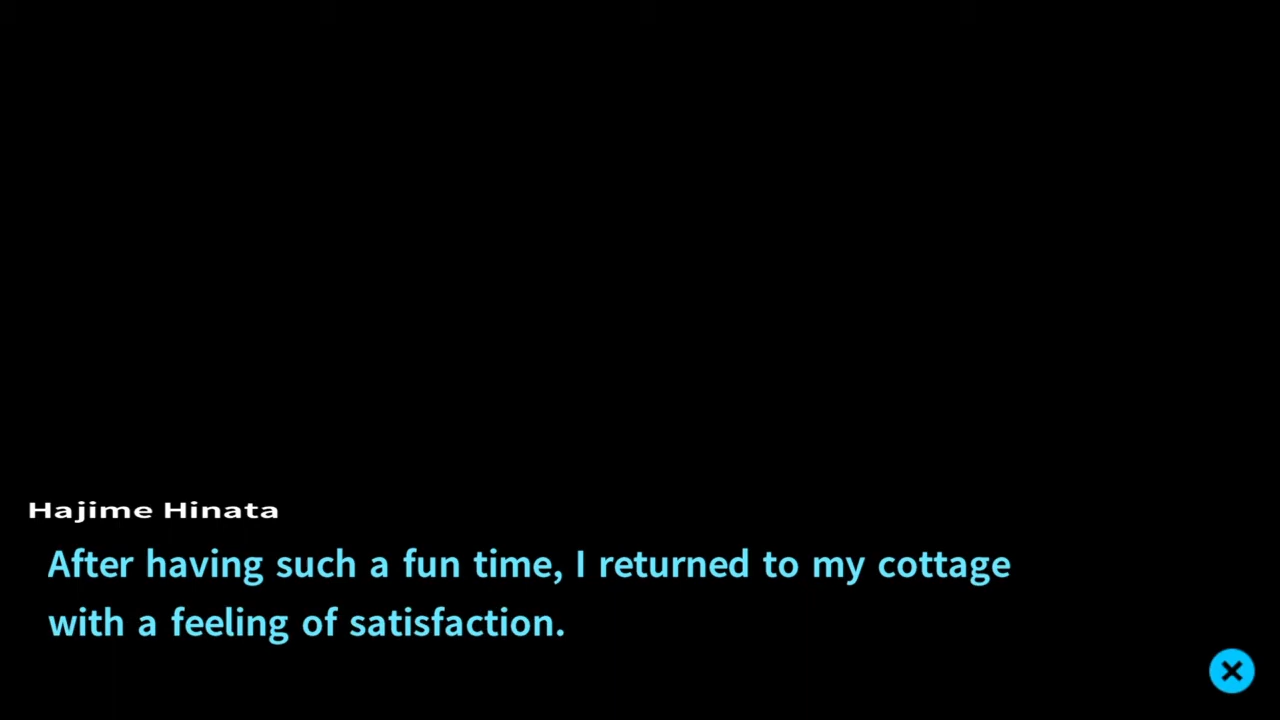 Hajime Hinata
After having such a fun time, I returned to my cottage
with a feeling of satisfaction.